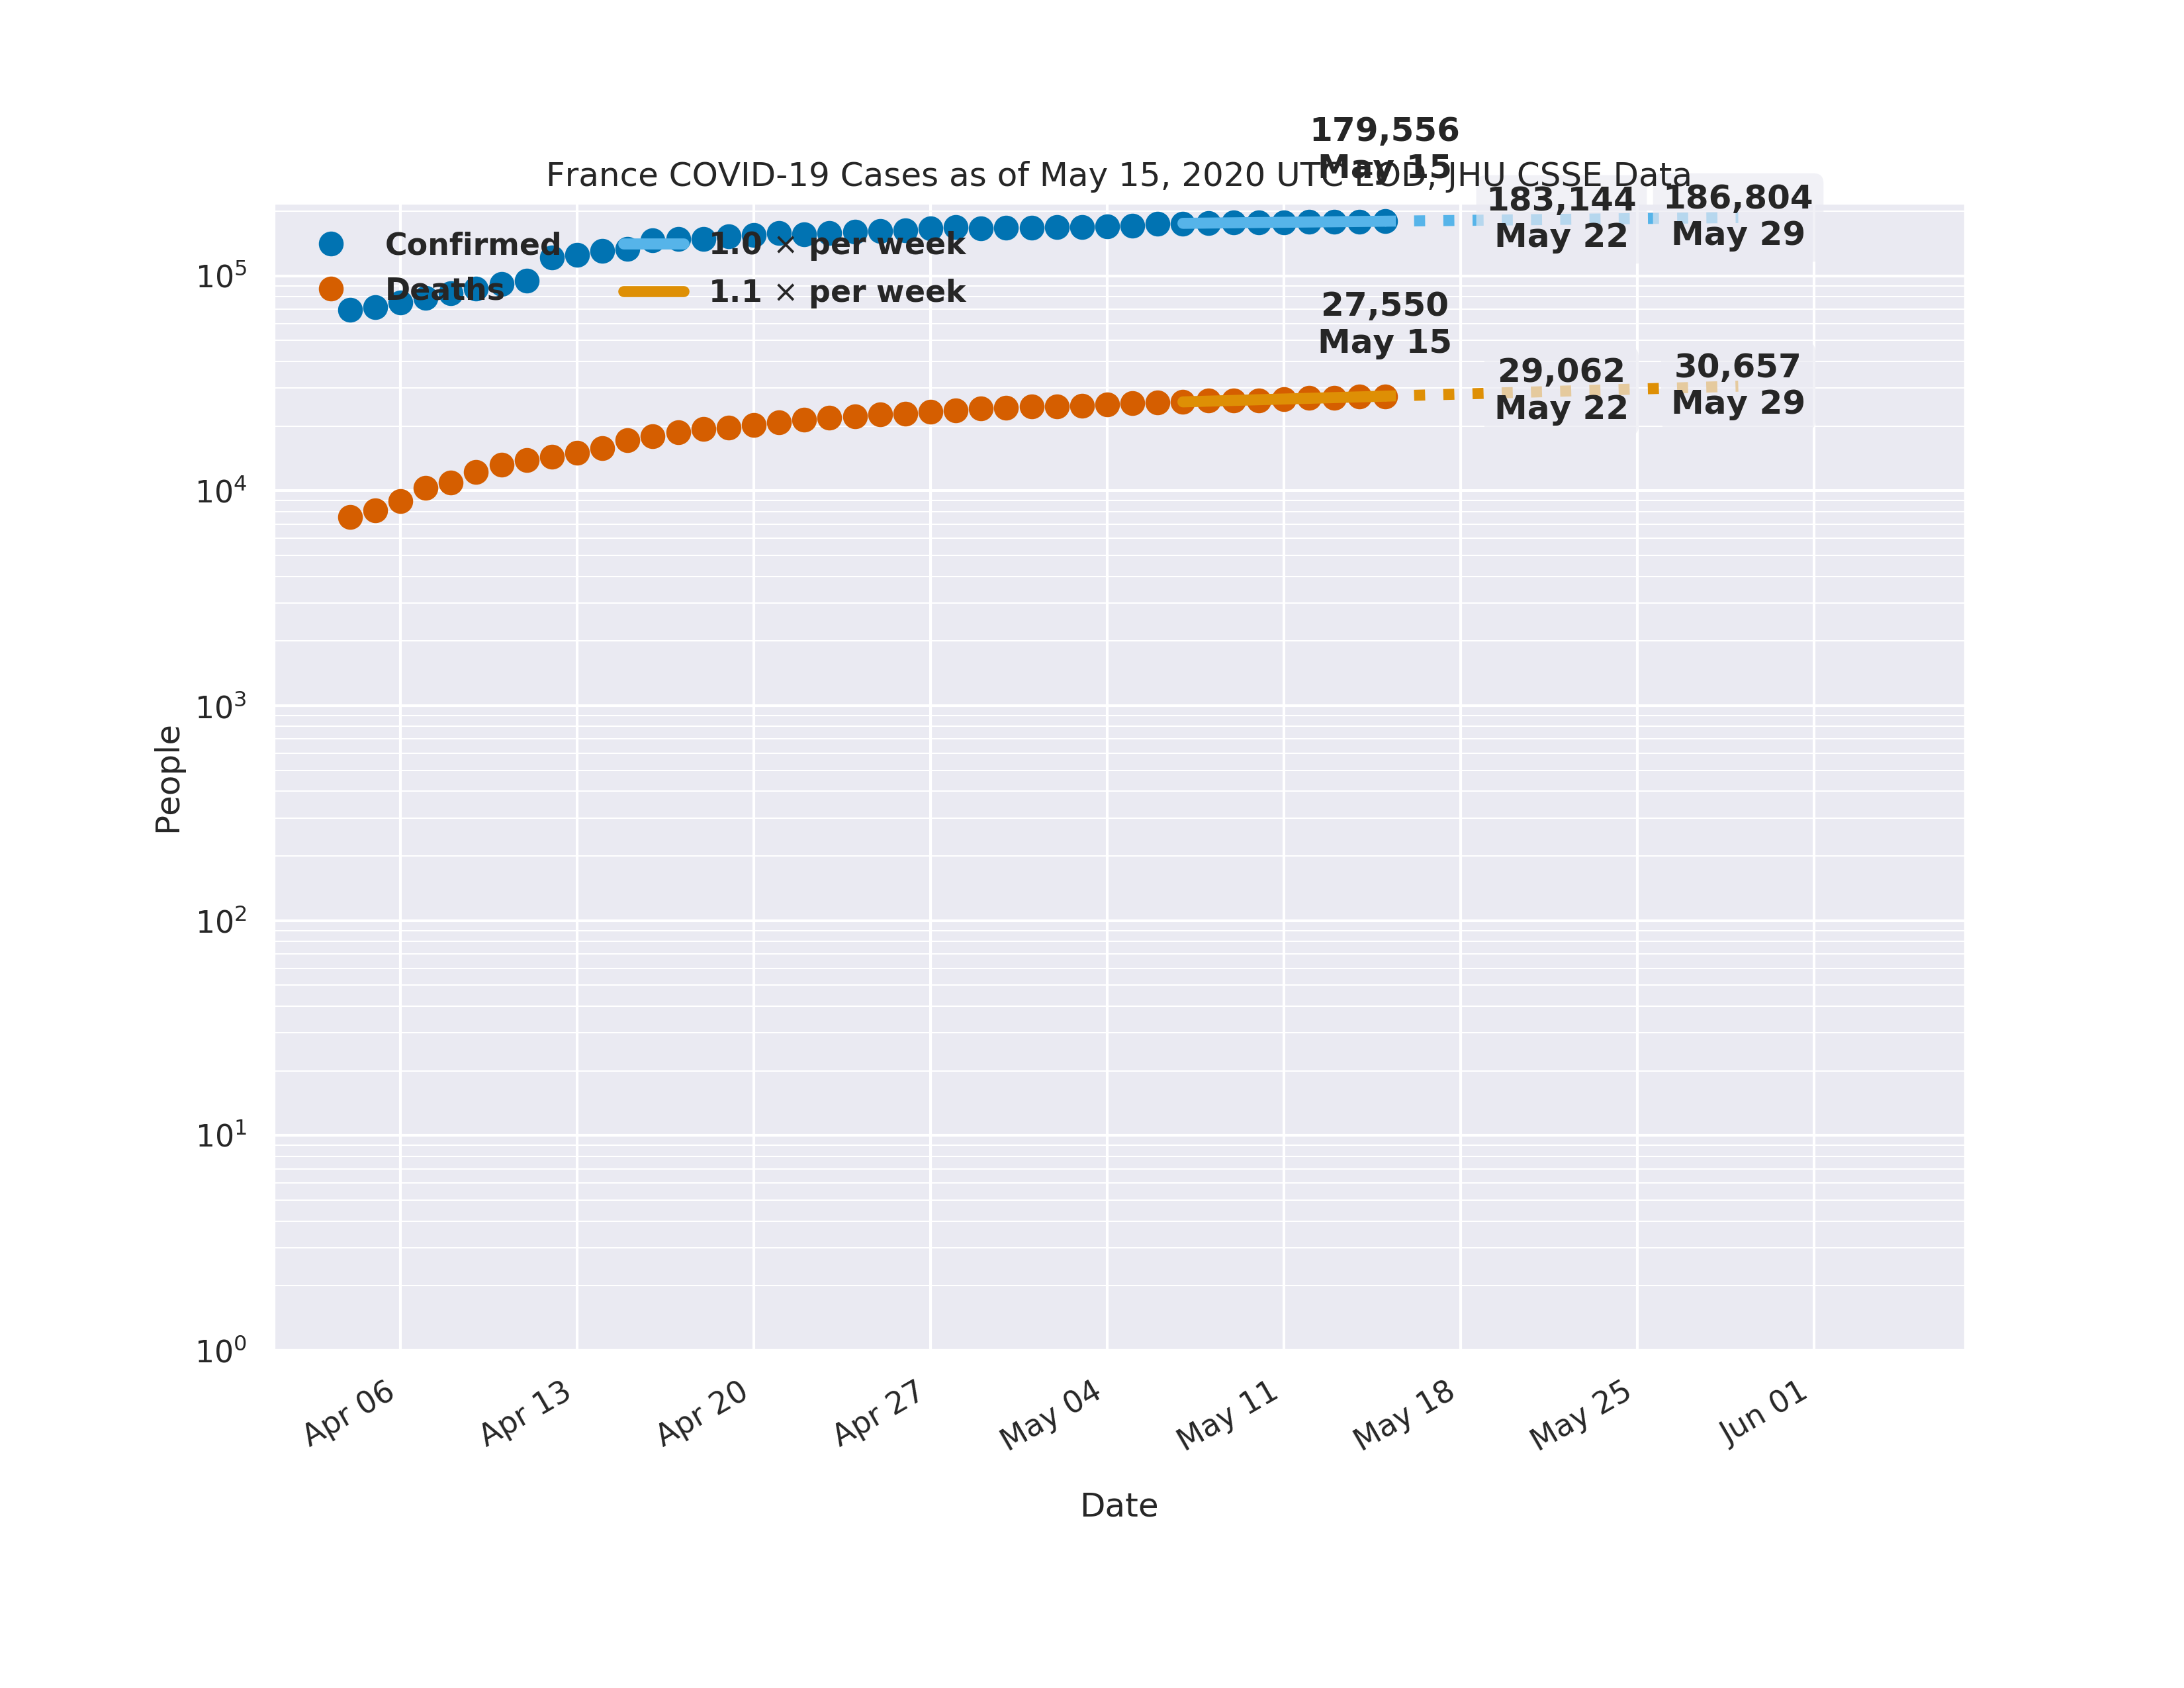 179,556
May 15
France COVID-19 Cases as of May 15, 2020 UTC EOD, JHU CSSE Data
183,144
May 22
186,804
May 29
Confirmed
Deaths
1.0 × per week
1.1 × per week
27,550
May 15
29,062
May 22
30,657
May 29
10⁵
10⁴
10³
10²
10¹
10⁰
People
Apr 06
Apr 13
Apr 20
Apr 27
May 04
May 11
May 18
May 25
Jun 01
Date